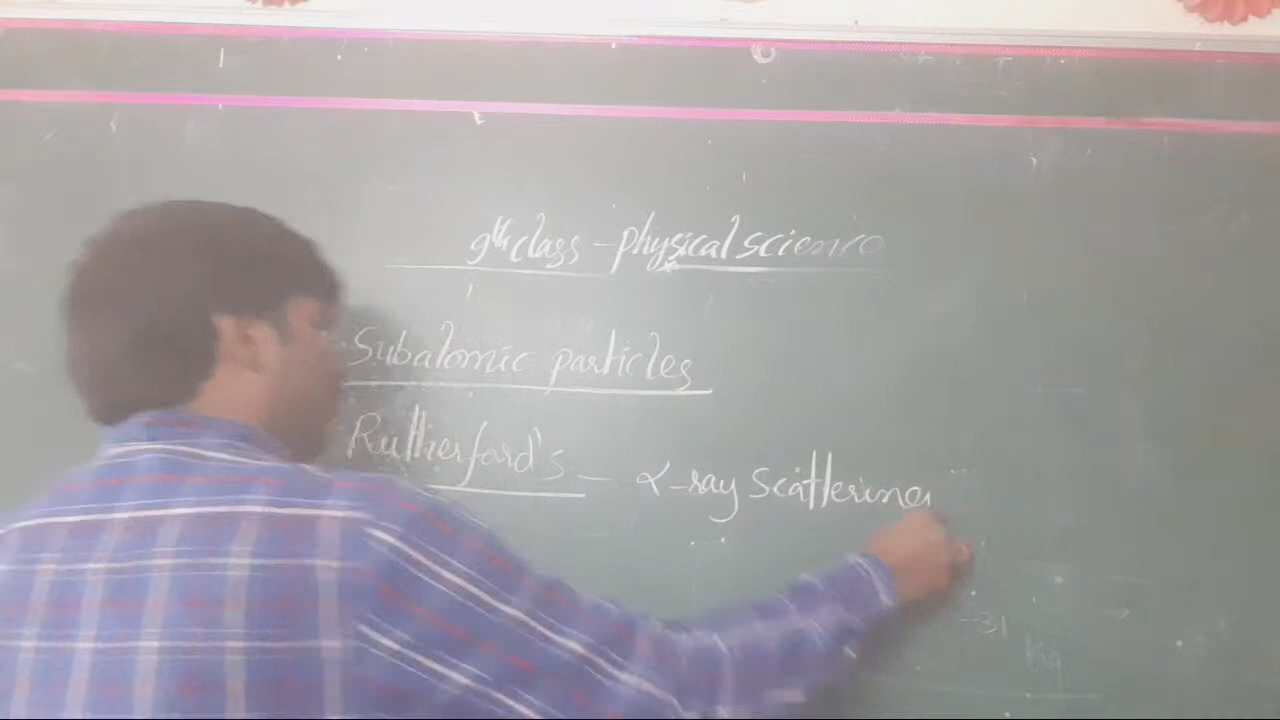 9th class - physical science
Subatomic particles
Rutherford's - α-ray scattering
-31
Kg